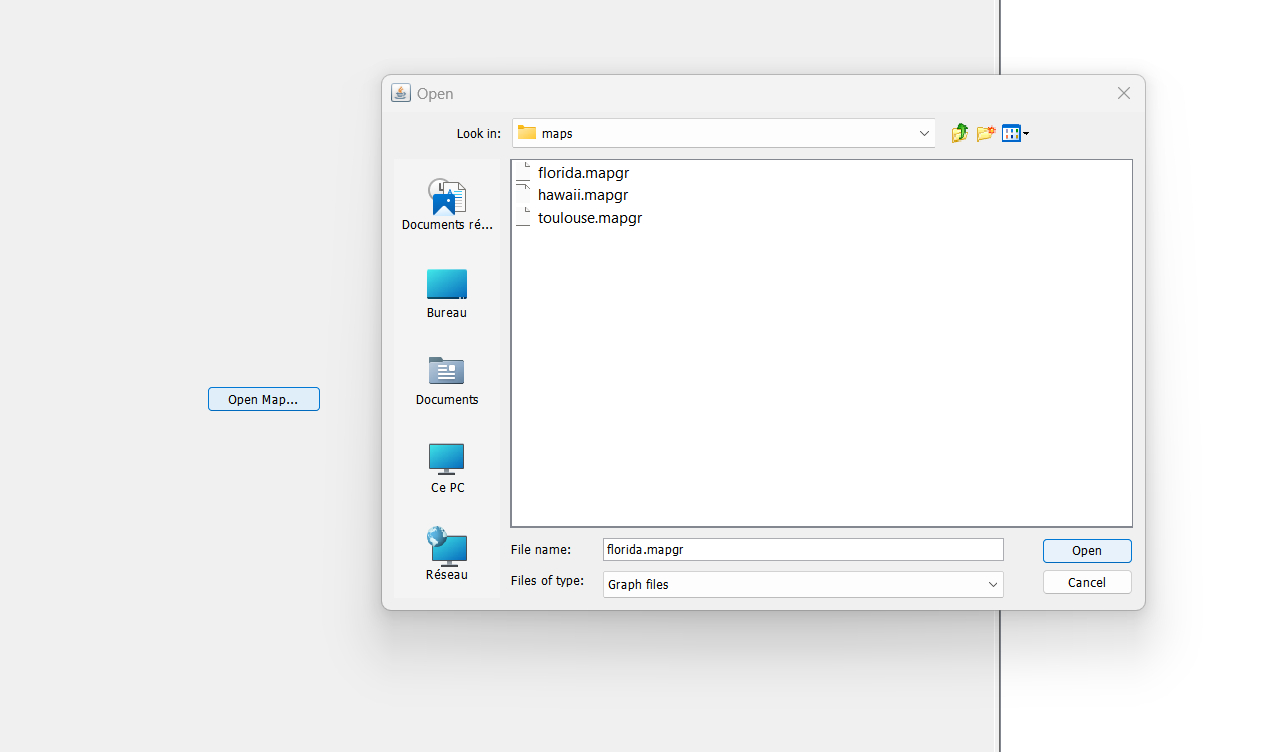 Open
Look in:
maps
florida.mapgr
hawaii.mapgr
toulouse.mapgr
Documents ré...
Bureau
Documents
Ce PC
Réseau
Open Map...
File name:
florida.mapgr
Open
Files of type:
Graph files
Cancel